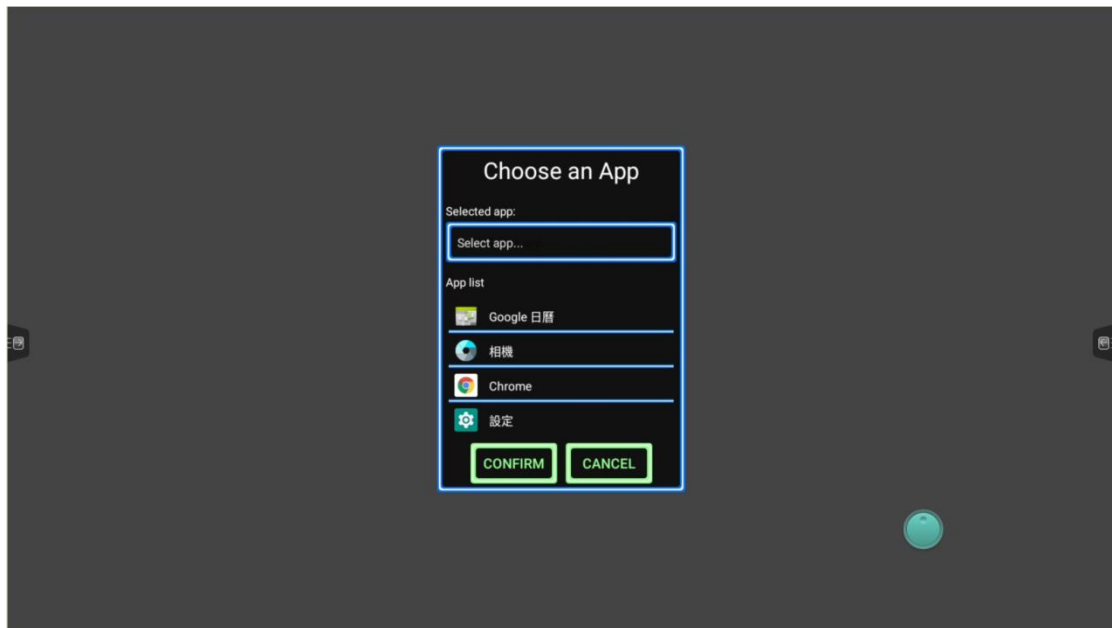 Choose an App
Selected app:
Select app...
App list
Google 日曆
相機
Chrome
設定
CONFIRM
CANCEL